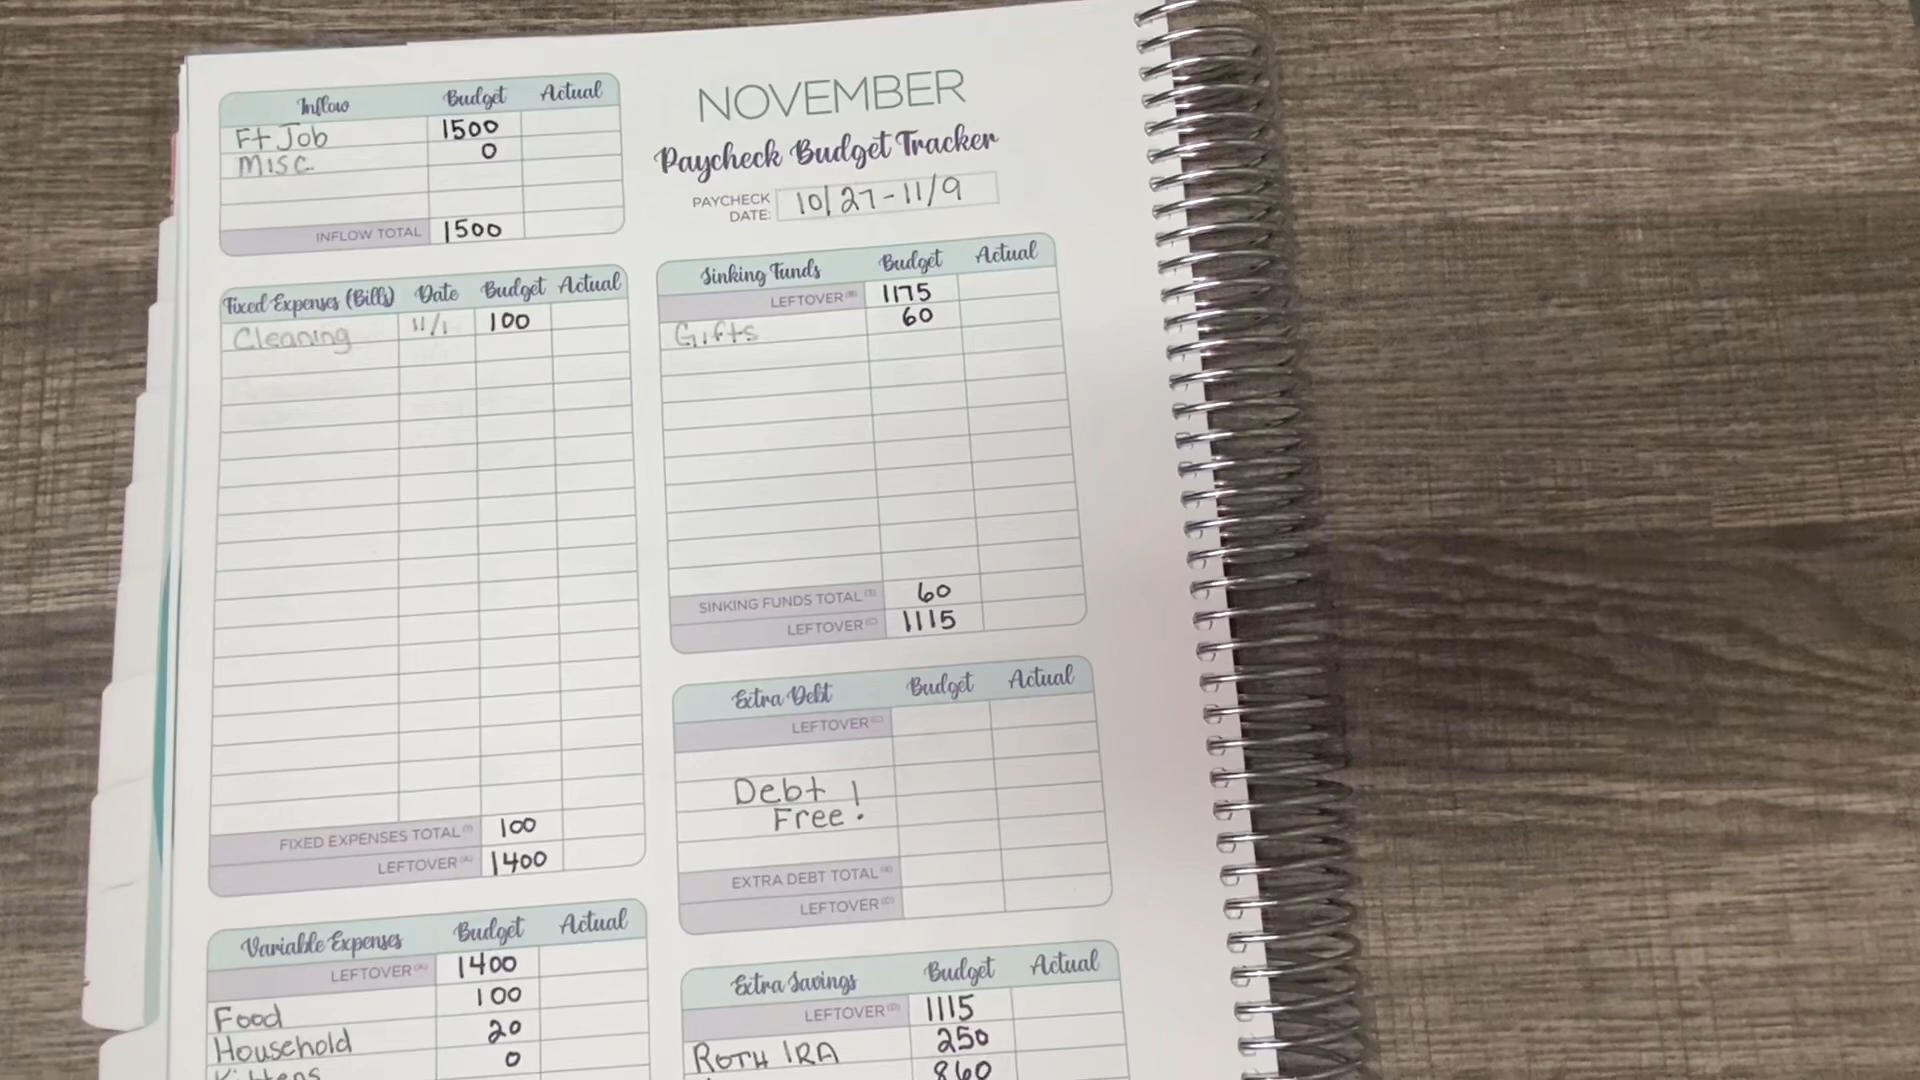 Inflow Budget Actual
Ft Job 1500
MISC. 0
INFLOW TOTAL 1500
Fixed Expenses (Bills) Date Budget Actual
Cleaning 11/1 100
FIXED EXPENSES TOTAL 100
LEFTOVER (A) 1400
Variable Expenses Budget Actual
LEFTOVER (A) 1400
Food 100
Household 20
Kittens 0
NOVEMBER
Paycheck Budget Tracker
PAYCHECK DATE: 10/27-11/9
Sinking Funds Budget Actual
LEFTOVER (B) 1175
Gifts 60
SINKING FUNDS TOTAL 60
LEFTOVER (C) 1115
Extra Debt Budget Actual
LEFTOVER (C)
Debt !
Free!
EXTRA DEBT TOTAL
LEFTOVER (D)
Extra Savings Budget Actual
LEFTOVER (D) 1115
ROTH IRA 250
860